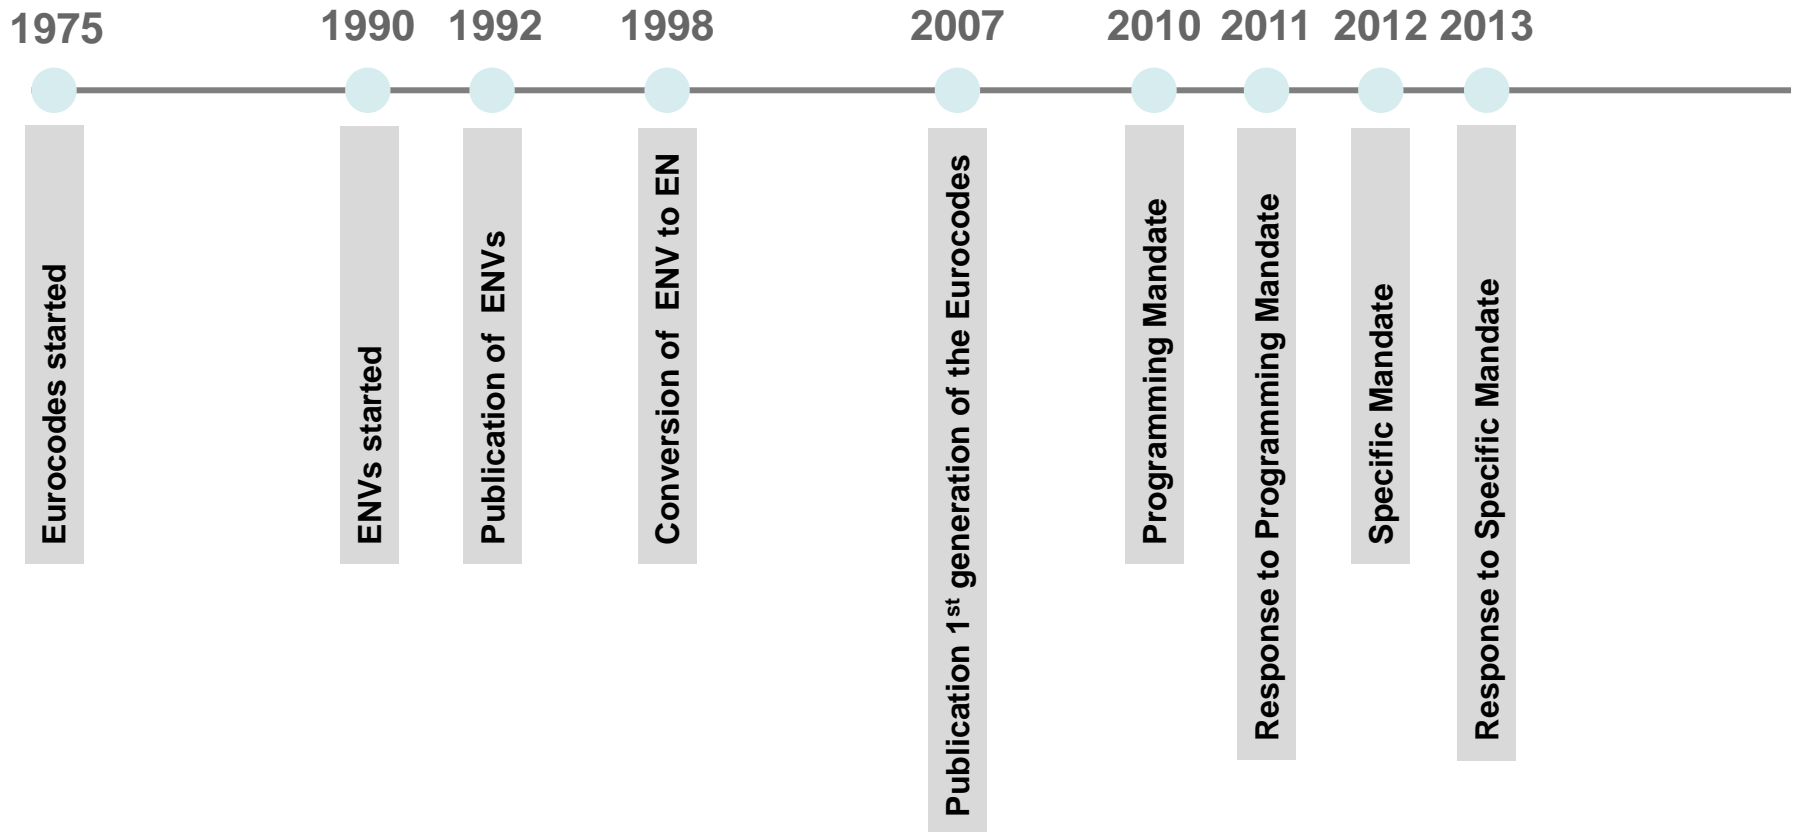 1975
1990
1992
1998
2007
2010
2011
2012
2013
Eurocodes started
ENVs started
Publication of ENVs
Conversion of ENV to EN
Publication 1st generation of the Eurocodes
Programming Mandate
Response to Programming Mandate
Specific Mandate
Response to Specific Mandate